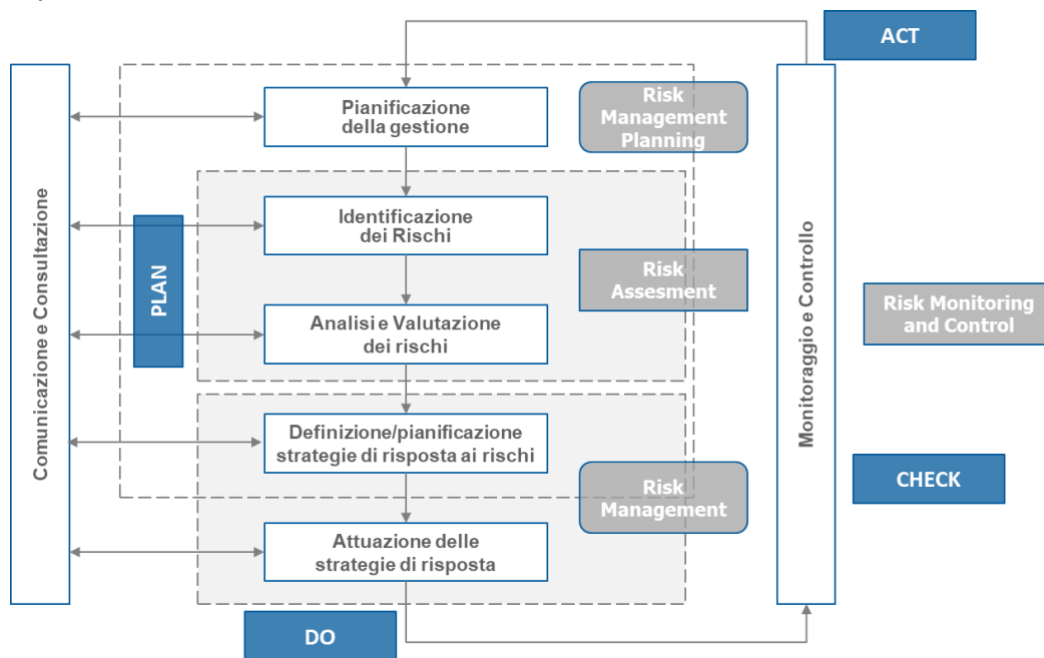 ACT
Pianificazione
della gestione
Risk
Management
Planning
Comunicazione e Consultazione
PLAN
Identificazione
dei Rischi
Risk
Assesment
Analisi e Valutazione
dei rischi
Monitoraggio e Controllo
Risk Monitoring
and Control
Definizione/pianificazione
strategie di risposta ai rischi
CHECK
Risk
Management
Attuazione delle
strategie di risposta
DO